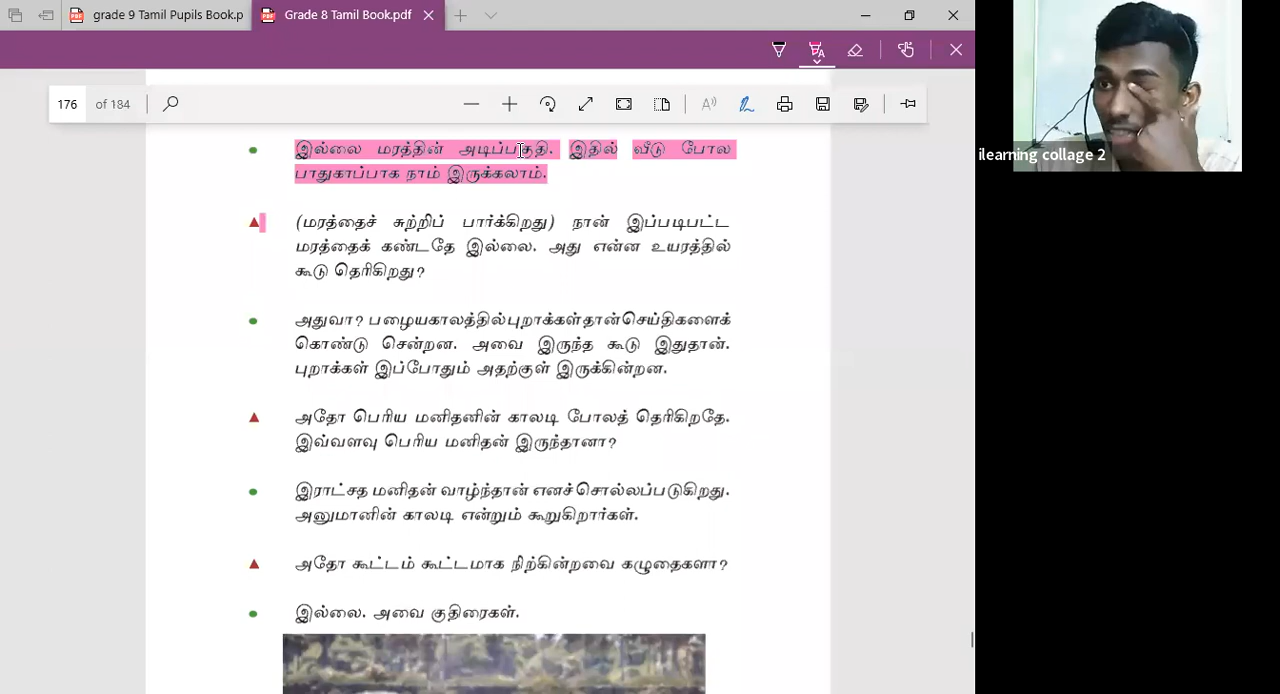 grade 9 Tamil Pupils Book.p
Grade 8 Tamil Book.pdf
176 of 184
இல்லை மரத்தின் அடிப்பகுதி. இதில் வீடு போல
பாதுகாப்பாக நாம் இருக்கலாம்.
(மரத்தைச் சுற்றிப் பார்க்கிறது) நான் இப்படிபட்ட
மரத்தைக் கண்டதே இல்லை. அது என்ன உயரத்தில்
கூடு தெரிகிறது?
அதுவா? பழையகாலத்தில்புறாக்கள்தான்செய்திகளைக்
கொண்டு சென்றன. அவை இருந்த கூடு இதுதான்.
புறாக்கள் இப்போதும் அதற்குள் இருக்கின்றன.
அதோ பெரிய மனிதனின் காலடி போலத் தெரிகிறதே.
இவ்வளவு பெரிய மனிதன் இருந்தானா?
இராட்சத மனிதன் வாழ்ந்தான் எனச் சொல்லப்படுகிறது.
அனுமானின் காலடி என்றும் கூறுகிறார்கள்.
அதோ கூட்டம் கூட்டமாக நிற்கின்றவை கழுதைகளா?
இல்லை. அவை குதிரைகள்.
ilearning collage 2